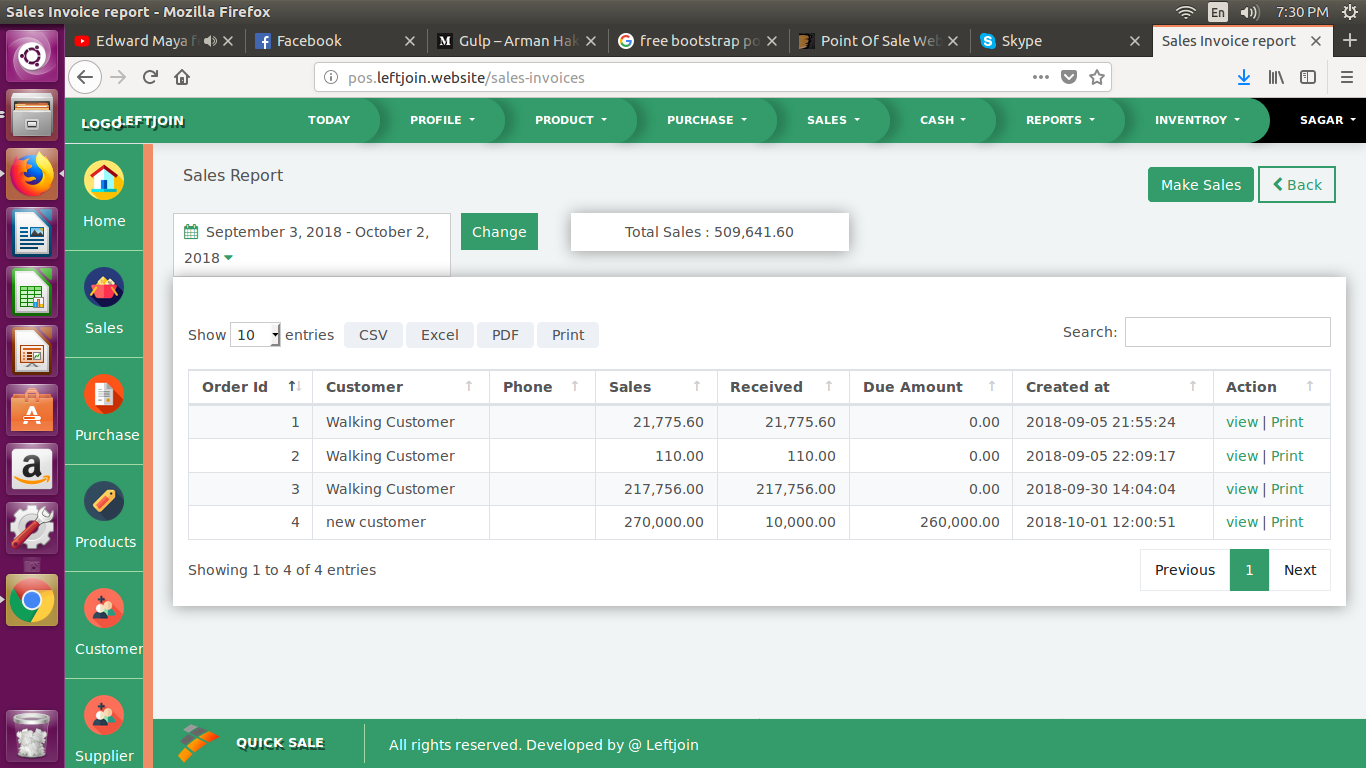 Sales Invoice report - Mozilla Firefox
En
7:30 PM
Edward Maya f
Facebook
Gulp – Arman Hak
free bootstrap po
Point Of Sale Web
Skype
Sales Invoice report
pos.leftjoin.website/sales-invoices
LOGO LEFTJOIN
TODAY
PROFILE
PRODUCT
PURCHASE
SALES
CASH
REPORTS
INVENTROY
SAGAR
Home
Sales
Purchase
Products
Customer
Supplier
Sales Report
Make Sales
Back
September 3, 2018 - October 2,
2018
Change
Total Sales : 509,641.60
Show 10 entries
CSV
Excel
PDF
Print
Search:
Order Id Customer Phone Sales Received Due Amount Created at Action
1 Walking Customer 21,775.60 21,775.60 0.00 2018-09-05 21:55:24 view | Print
2 Walking Customer 110.00 110.00 0.00 2018-09-05 22:09:17 view | Print
3 Walking Customer 217,756.00 217,756.00 0.00 2018-09-30 14:04:04 view | Print
4 new customer 270,000.00 10,000.00 260,000.00 2018-10-01 12:00:51 view | Print
Showing 1 to 4 of 4 entries
Previous 1 Next
QUICK SALE
All rights reserved. Developed by @ Leftjoin